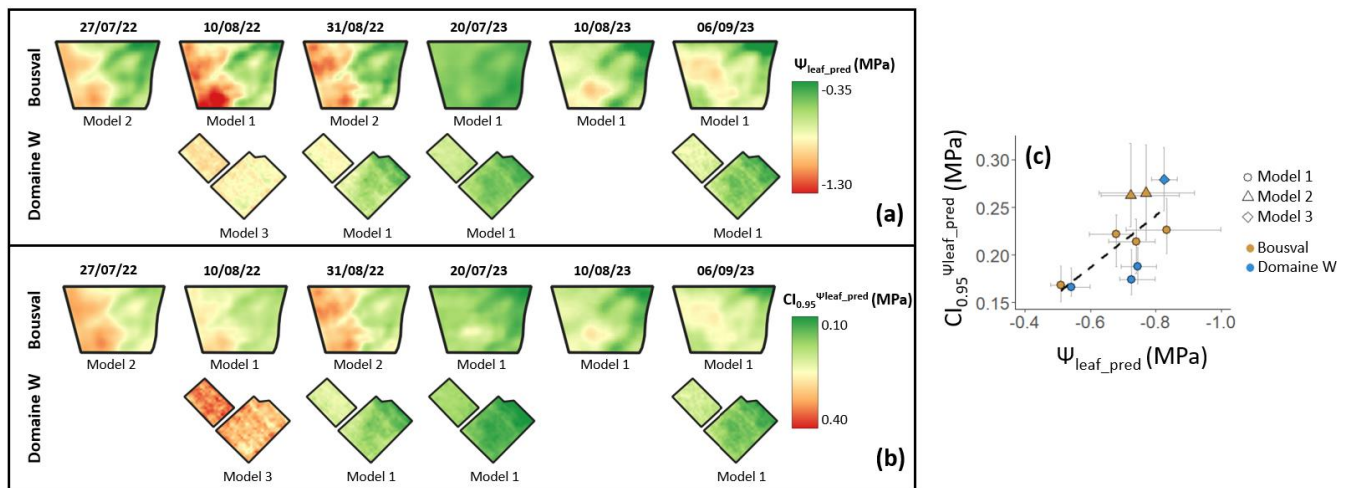 27/07/22 10/08/22 31/08/22 20/07/23 10/08/23 06/09/23
Bousval
Ψleaf_pred (MPa)
-0.35
-1.30
Model 2 Model 1 Model 2 Model 1 Model 1 Model 1
Domaine W
Model 3 Model 1 Model 1 Model 1
(a)
27/07/22 10/08/22 31/08/22 20/07/23 10/08/23 06/09/23
Bousval
CI0.95 Ψleaf_pred (MPa)
0.10
0.40
Model 2 Model 1 Model 2 Model 1 Model 1 Model 1
Domaine W
Model 3 Model 1 Model 1 Model 1
(b)
(c)
CI0.95 Ψleaf_pred (MPa)
0.30
0.25
0.20
0.15
-0.4 -0.6 -0.8 -1.0
Ψleaf_pred (MPa)
Model 1
Model 2
Model 3
Bousval
Domaine W